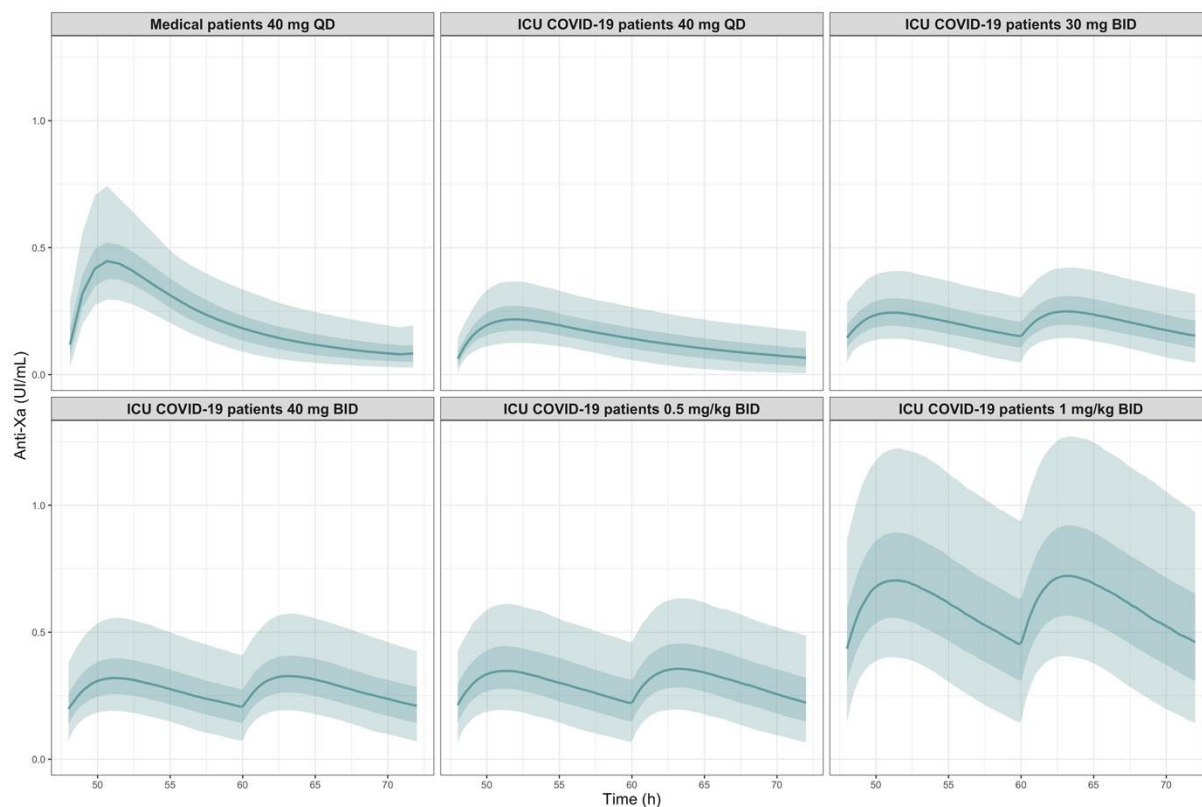 Medical patients 40 mg QD
ICU COVID-19 patients 40 mg QD
ICU COVID-19 patients 30 mg BID
1.0
0.5
0.0
ICU COVID-19 patients 40 mg BID
ICU COVID-19 patients 0.5 mg/kg BID
ICU COVID-19 patients 1 mg/kg BID
1.0
0.5
0.0
Anti-Xa (UI/mL)
50 55 60 65 70
50 55 60 65 70
50 55 60 65 70
Time (h)